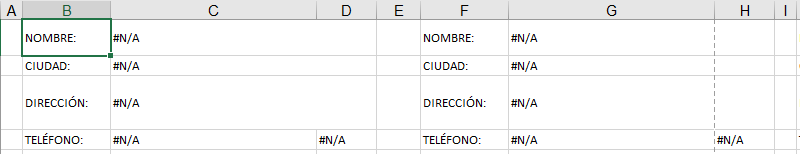 A B C D E F G H I
NOMBRE: #N/A NOMBRE: #N/A
CIUDAD: #N/A CIUDAD: #N/A
DIRECCIÓN: #N/A DIRECCIÓN: #N/A
TELÉFONO: #N/A #N/A TELÉFONO: #N/A #N/A